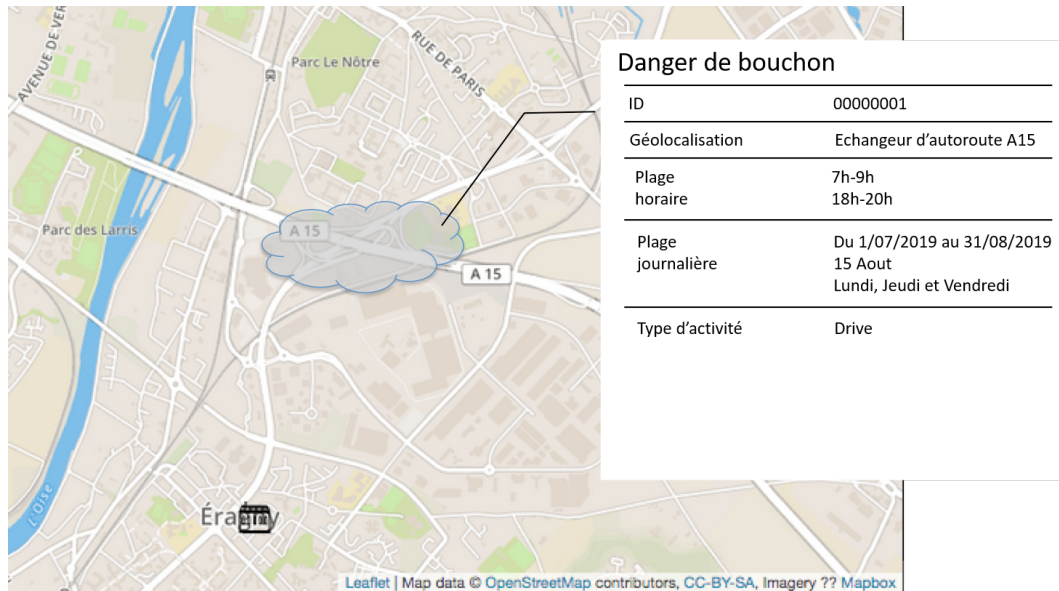 AVENUE DE VER
Parc Le Nôtre
RUE DE PARIS
Parc des Larris
A 15
A 15
L'Oise
Éragny
Leaflet | Map data © OpenStreetMap contributors, CC-BY-SA, Imagery ?? Mapbox
Danger de bouchon
ID 00000001
Géolocalisation Echangeur d’autoroute A15
Plage 7h-9h
horaire 18h-20h
Plage Du 1/07/2019 au 31/08/2019
journalière 15 Aout
Lundi, Jeudi et Vendredi
Type d’activité Drive